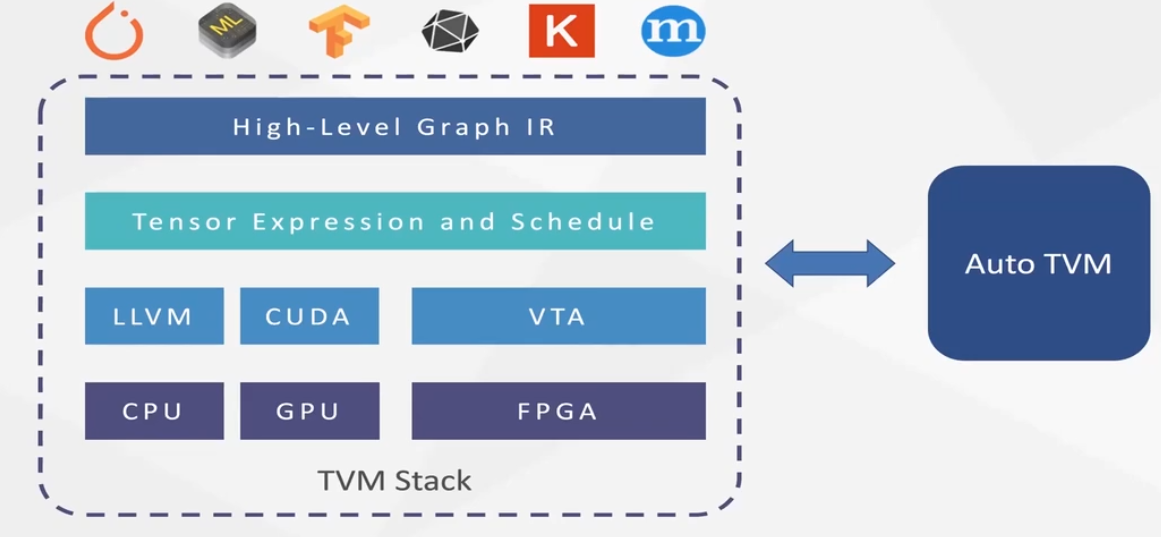 ML
K
m
High-Level Graph IR
Tensor Expression and Schedule
LLVM CUDA VTA
CPU GPU FPGA
TVM Stack
Auto TVM